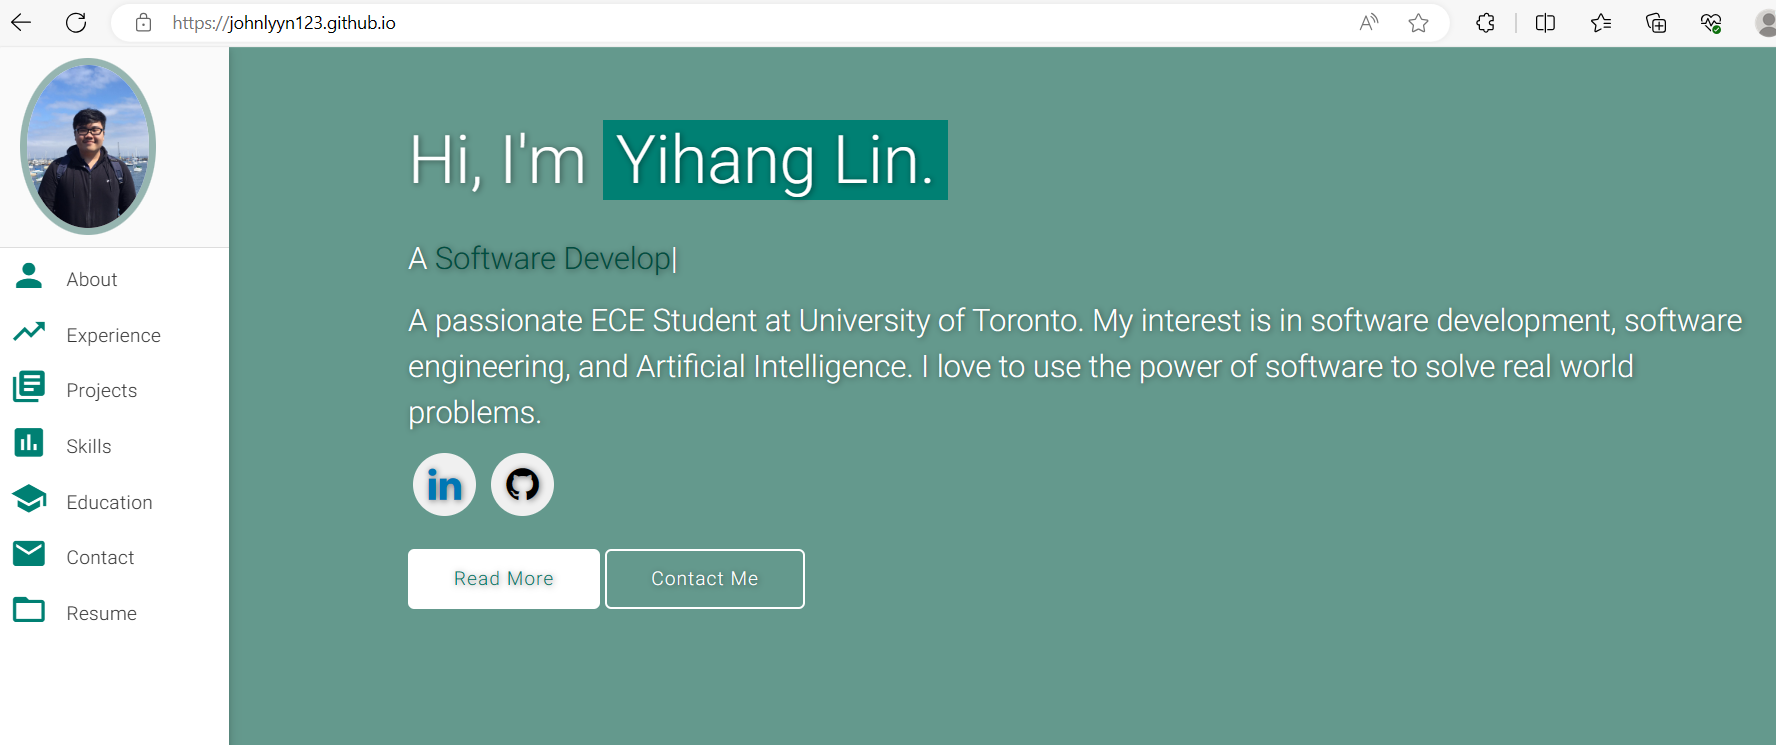 https://johnlyyn123.github.io
Hi, I'm Yihang Lin.
A Software Develop|
A passionate ECE Student at University of Toronto. My interest is in software development, software
engineering, and Artificial Intelligence. I love to use the power of software to solve real world
problems.
in
Read More
Contact Me
About
Experience
Projects
Skills
Education
Contact
Resume